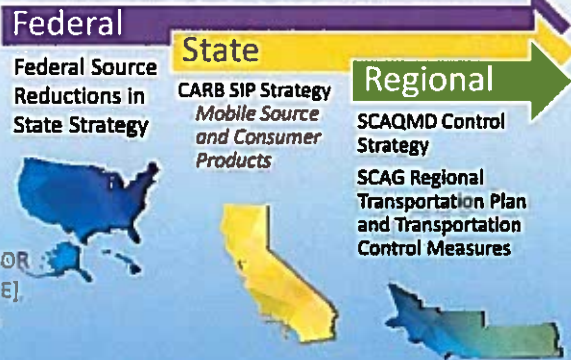 Federal
Federal Source
Reductions in
State Strategy
State
CARB SIP Strategy
Mobile Source
and Consumer
Products
Regional
SCAQMD Control
Strategy
SCAG Regional
Transportation Plan
and Transportation
Control Measures
OR
E]